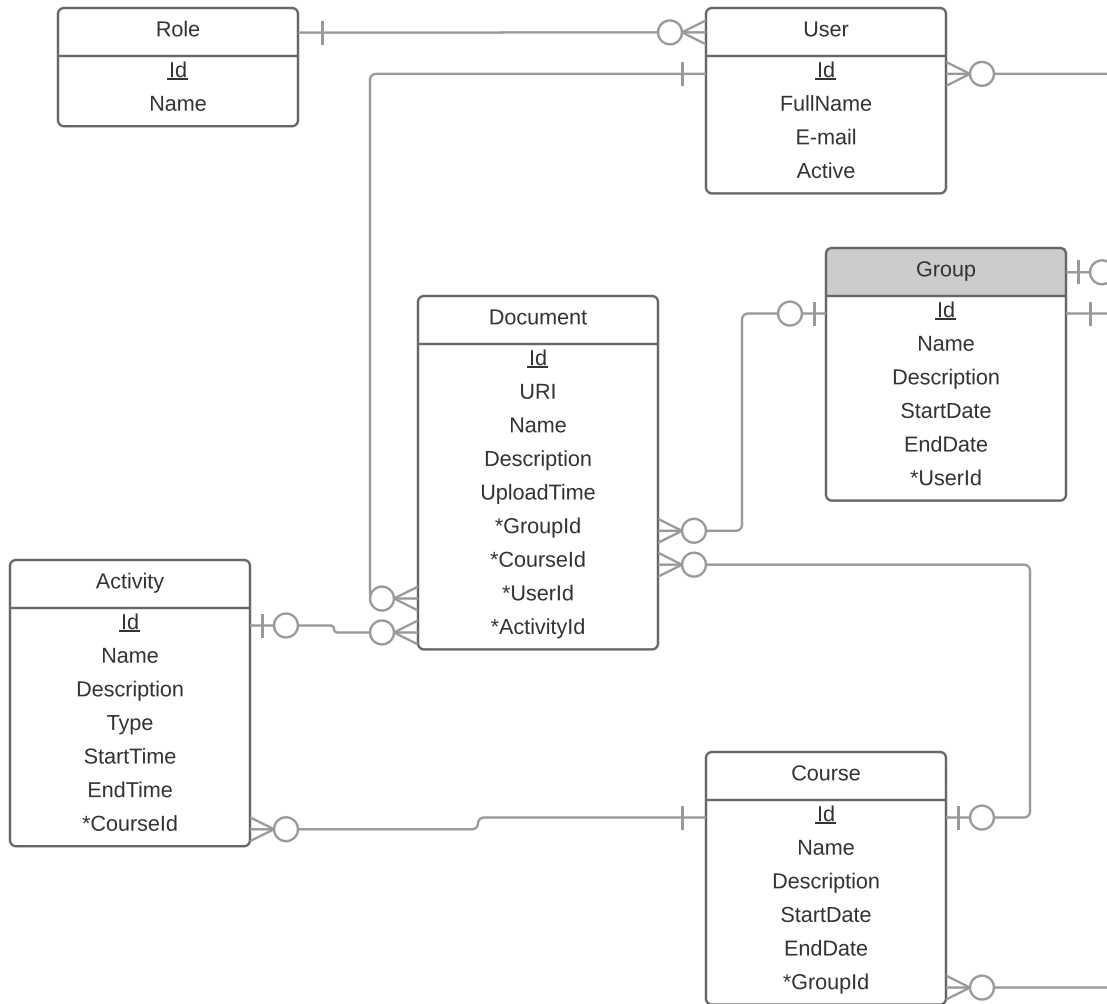 Role
Id
Name
User
Id
FullName
E-mail
Active
Group
Id
Name
Description
StartDate
EndDate
*UserId
Document
Id
URI
Name
Description
UploadTime
*GroupId
*CourseId
*UserId
*ActivityId
Activity
Id
Name
Description
Type
StartTime
EndTime
*CourseId
Course
Id
Name
Description
StartDate
EndDate
*GroupId